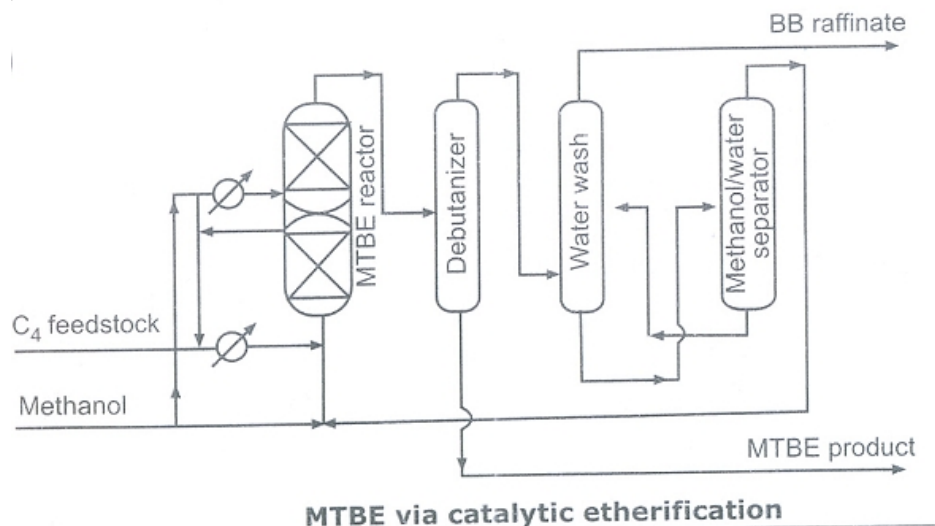 BB raffinate
MTBE reactor
Debutanizer
Water wash
Methanol/water
separator
C₄ feedstock
Methanol
MTBE product
MTBE via catalytic etherification